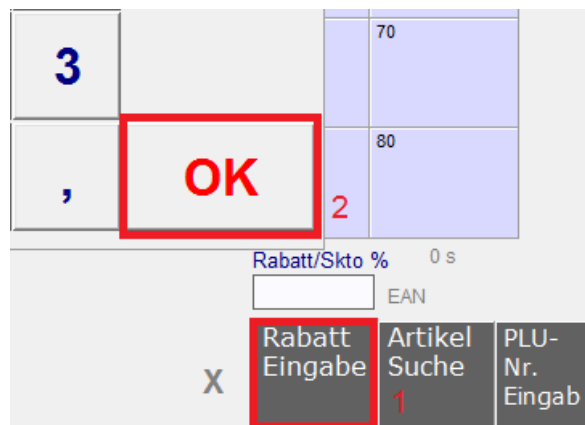 70
3
80
,
OK
2
Rabatt/Skto %
0 s
EAN
Rabatt
Eingabe
Artikel
Suche
1
PLU-
Nr.
Eingab
X